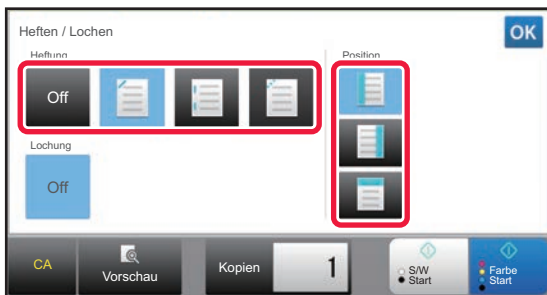 Heften / Lochen
OK
Heftung
Position
Off
Lochung
Off
CA
Vorschau
Kopien
1
S/W
Start
Farbe
Start